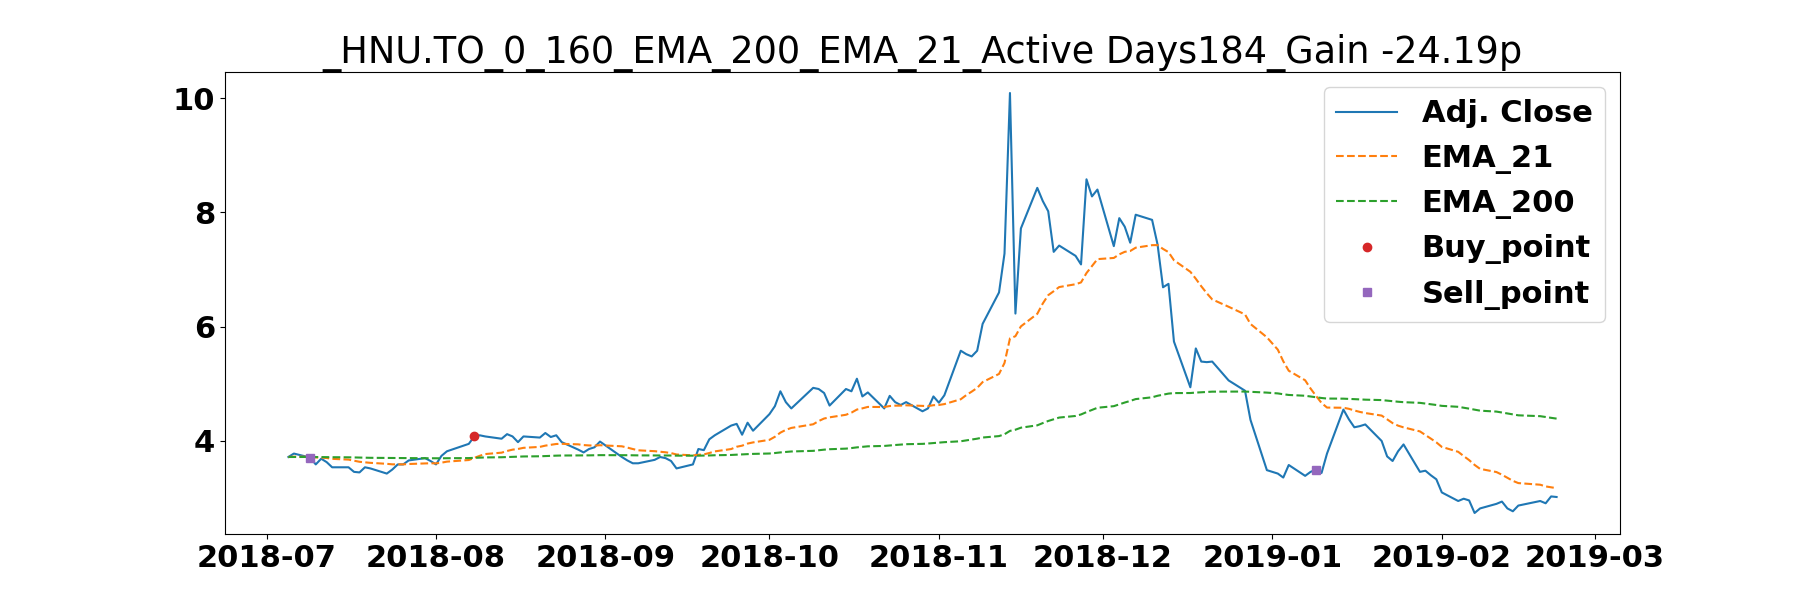 _HNU.TO_0_160_EMA_200_EMA_21_Active Days184_Gain -24.19p
10
8
6
4
Adj. Close
EMA_21
EMA_200
Buy_point
Sell_point
2018-07 2018-08 2018-09 2018-10 2018-11 2018-12 2019-01 2019-02 2019-03